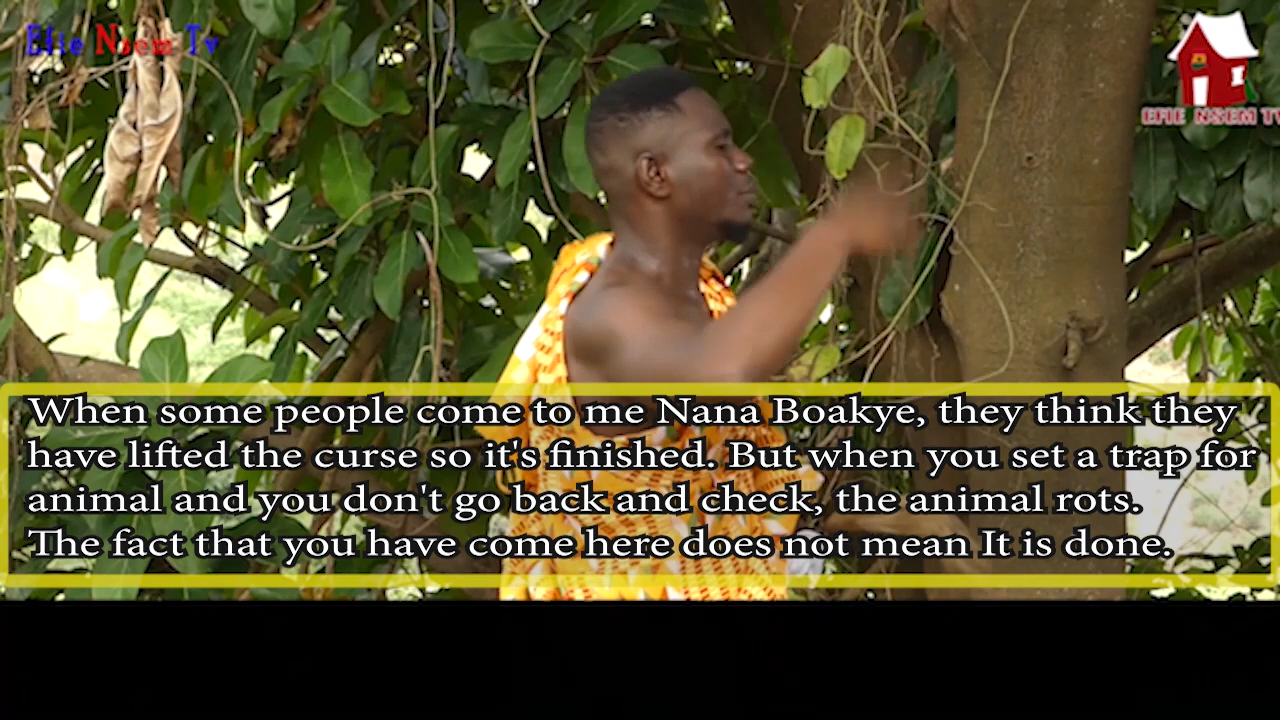 Efie Nsem Tv
EFIE NSEM TV
When some people come to me Nana Boakye, they think they
have lifted the curse so it's finished. But when you set a trap for
animal and you don't go back and check, the animal rots.
The fact that you have come here does not mean It is done.